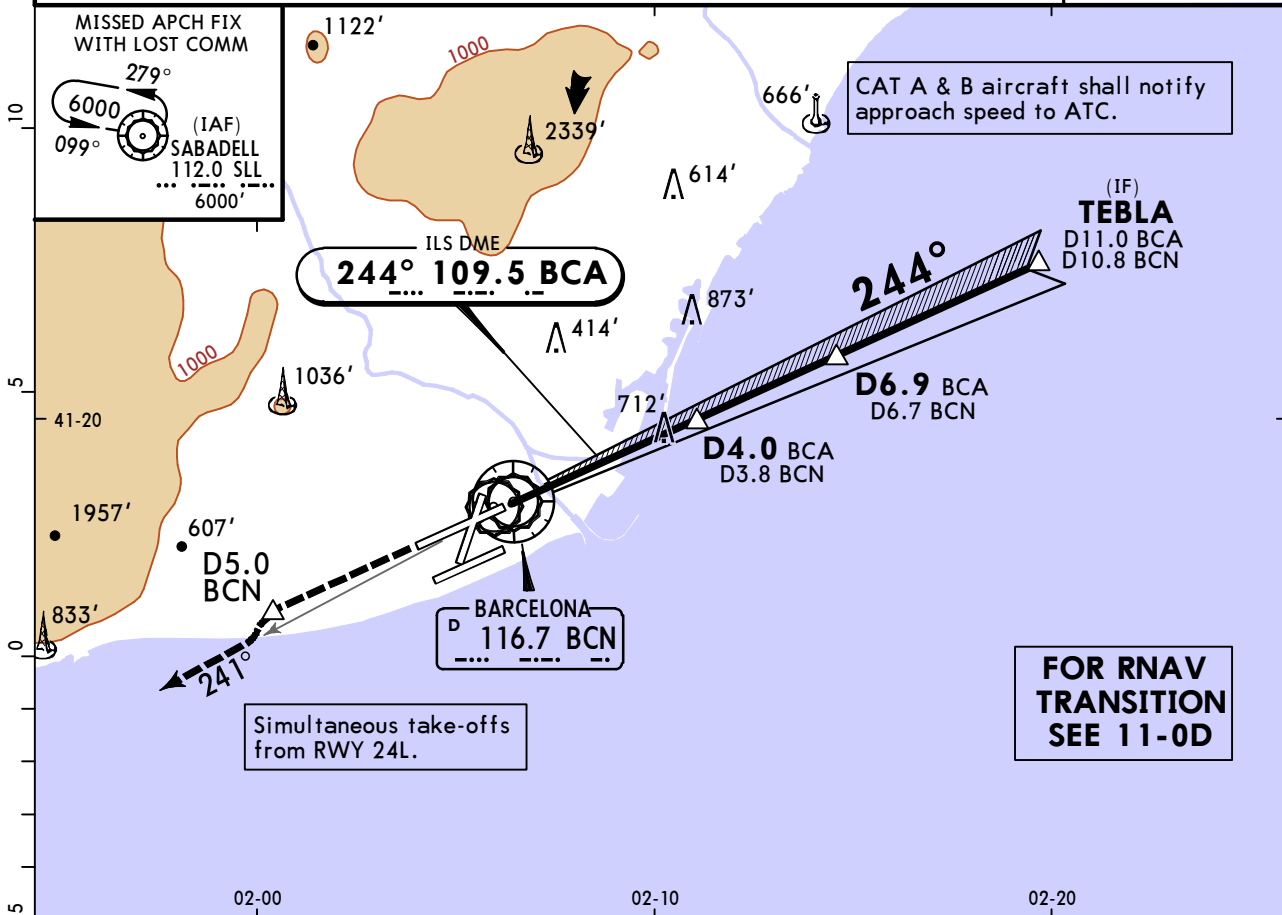 MISSED APCH FIX
WITH LOST COMM
279°
6000
099°
(IAF)
SABADELL
112.0 SLL
6000'
1122'
1000
2339'
666'
CAT A & B aircraft shall notify
approach speed to ATC.
614'
(IF)
TEBLA
D11.0 BCA
D10.8 BCN
244°
ILS DME
244° 109.5 BCA
873'
414'
1000
1036'
D6.9 BCA
D6.7 BCN
712'
D4.0 BCA
D3.8 BCN
41-20
1957'
607'
D5.0
BCN
833'
241°
BARCELONA
D 116.7 BCN
Simultaneous take-offs
from RWY 24L.
FOR RNAV
TRANSITION
SEE 11-0D
10
5
0
5
02-00
02-10
02-20